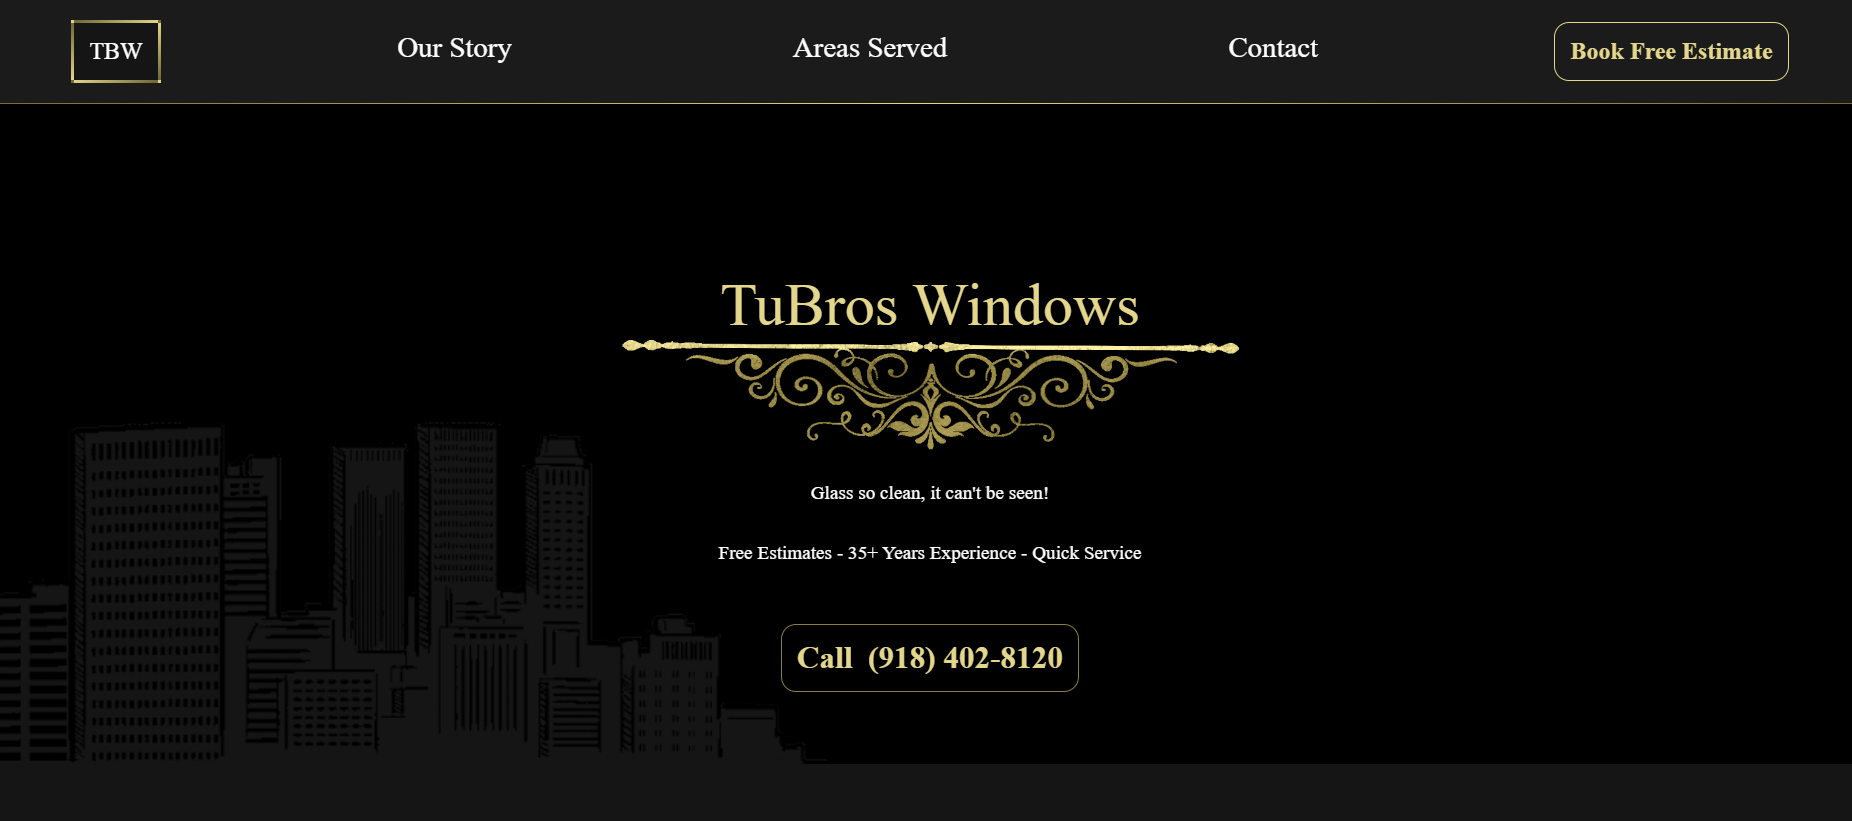 TBW
Our Story
Areas Served
Contact
Book Free Estimate
TuBros Windows
Glass so clean, it can't be seen!
Free Estimates - 35+ Years Experience - Quick Service
Call (918) 402-8120